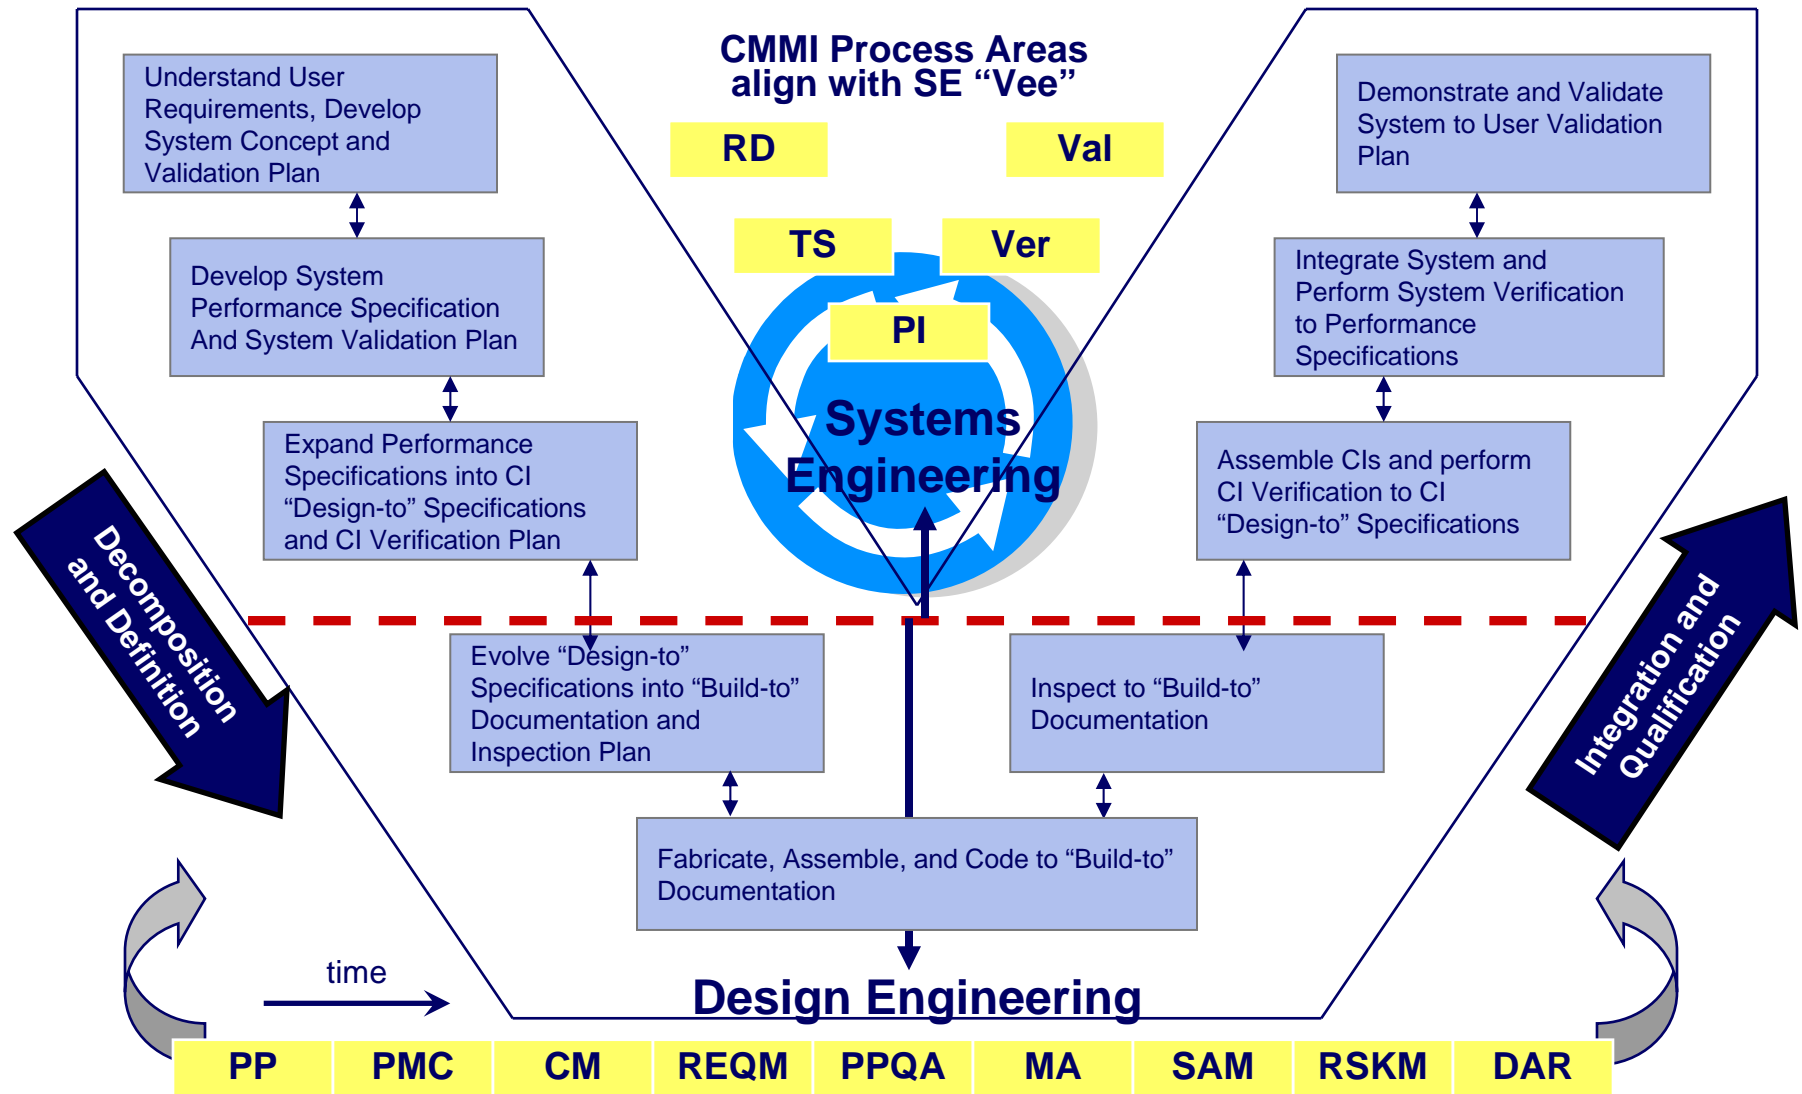 CMMI Process Areas
align with SE “Vee”
Understand User
Requirements, Develop
System Concept and
Validation Plan
Demonstrate and Validate
System to User Validation
Plan
RD
Val
TS
Ver
PI
Develop System
Performance Specification
And System Validation Plan
Integrate System and
Perform System Verification
to Performance
Specifications
Systems
Engineering
Expand Performance
Specifications into CI
“Design-to” Specifications
and CI Verification Plan
Assemble CIs and perform
CI Verification to CI
“Design-to” Specifications
Decomposition
and Definition
Integration and
Qualification
Evolve “Design-to”
Specifications into “Build-to”
Documentation and
Inspection Plan
Inspect to “Build-to”
Documentation
Fabricate, Assemble, and Code to “Build-to”
Documentation
time
Design Engineering
PP PMC CM REQM PPQA MA SAM RSKM DAR